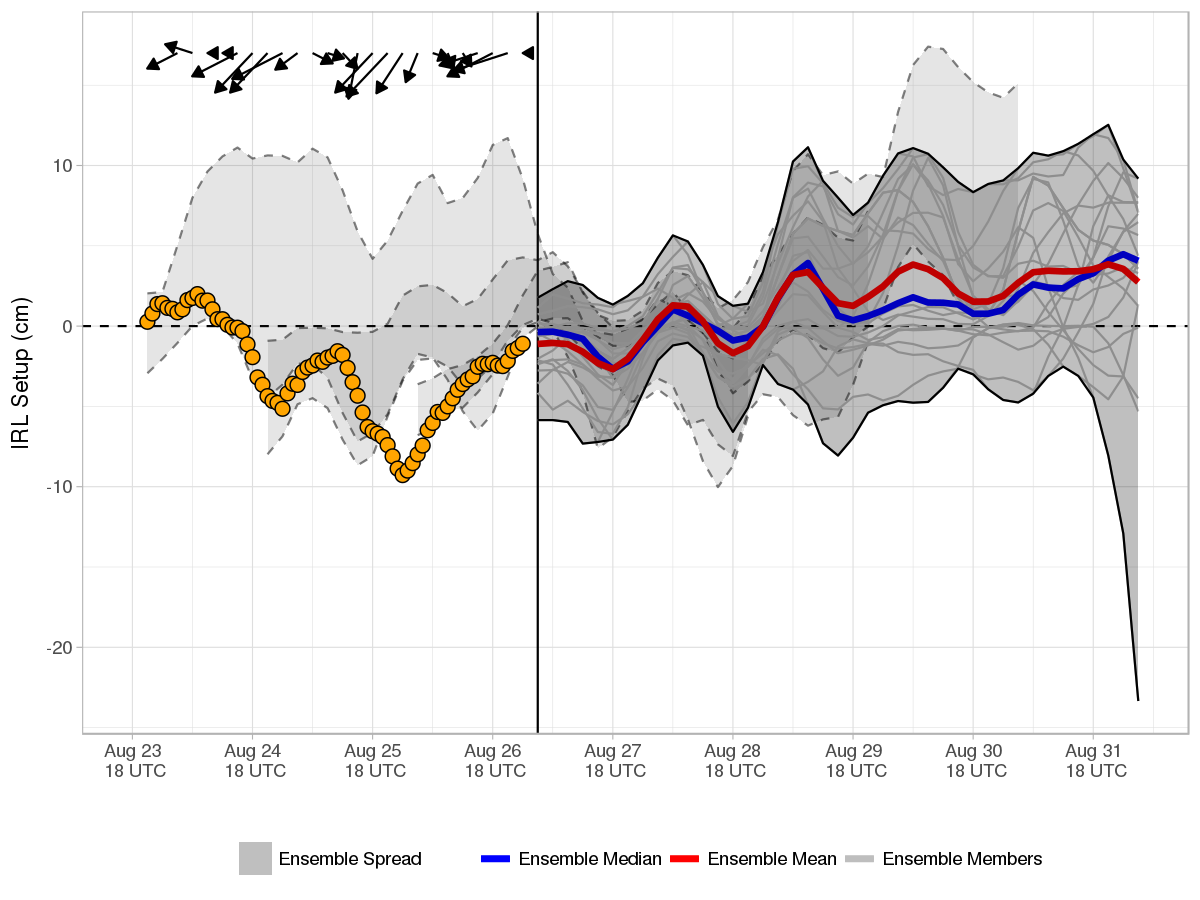 IRL Setup (cm)
10
0
-10
-20
Aug 23 Aug 24 Aug 25 Aug 26 Aug 27 Aug 28 Aug 29 Aug 30 Aug 31
18 UTC 18 UTC 18 UTC 18 UTC 18 UTC 18 UTC 18 UTC 18 UTC 18 UTC
Ensemble Spread Ensemble Median Ensemble Mean Ensemble Members